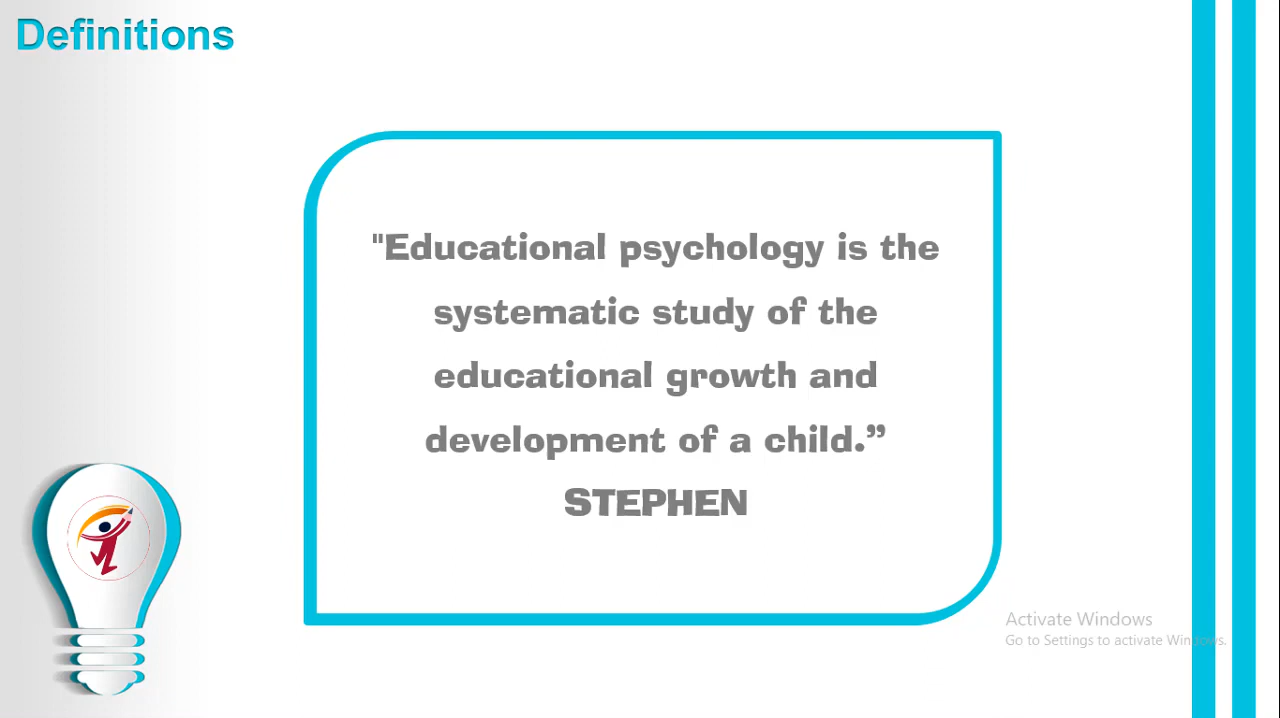 Definitions
"Educational psychology is the
systematic study of the
educational growth and
development of a child.”
STEPHEN
Activate Windows
Go to Settings to activate Windows.